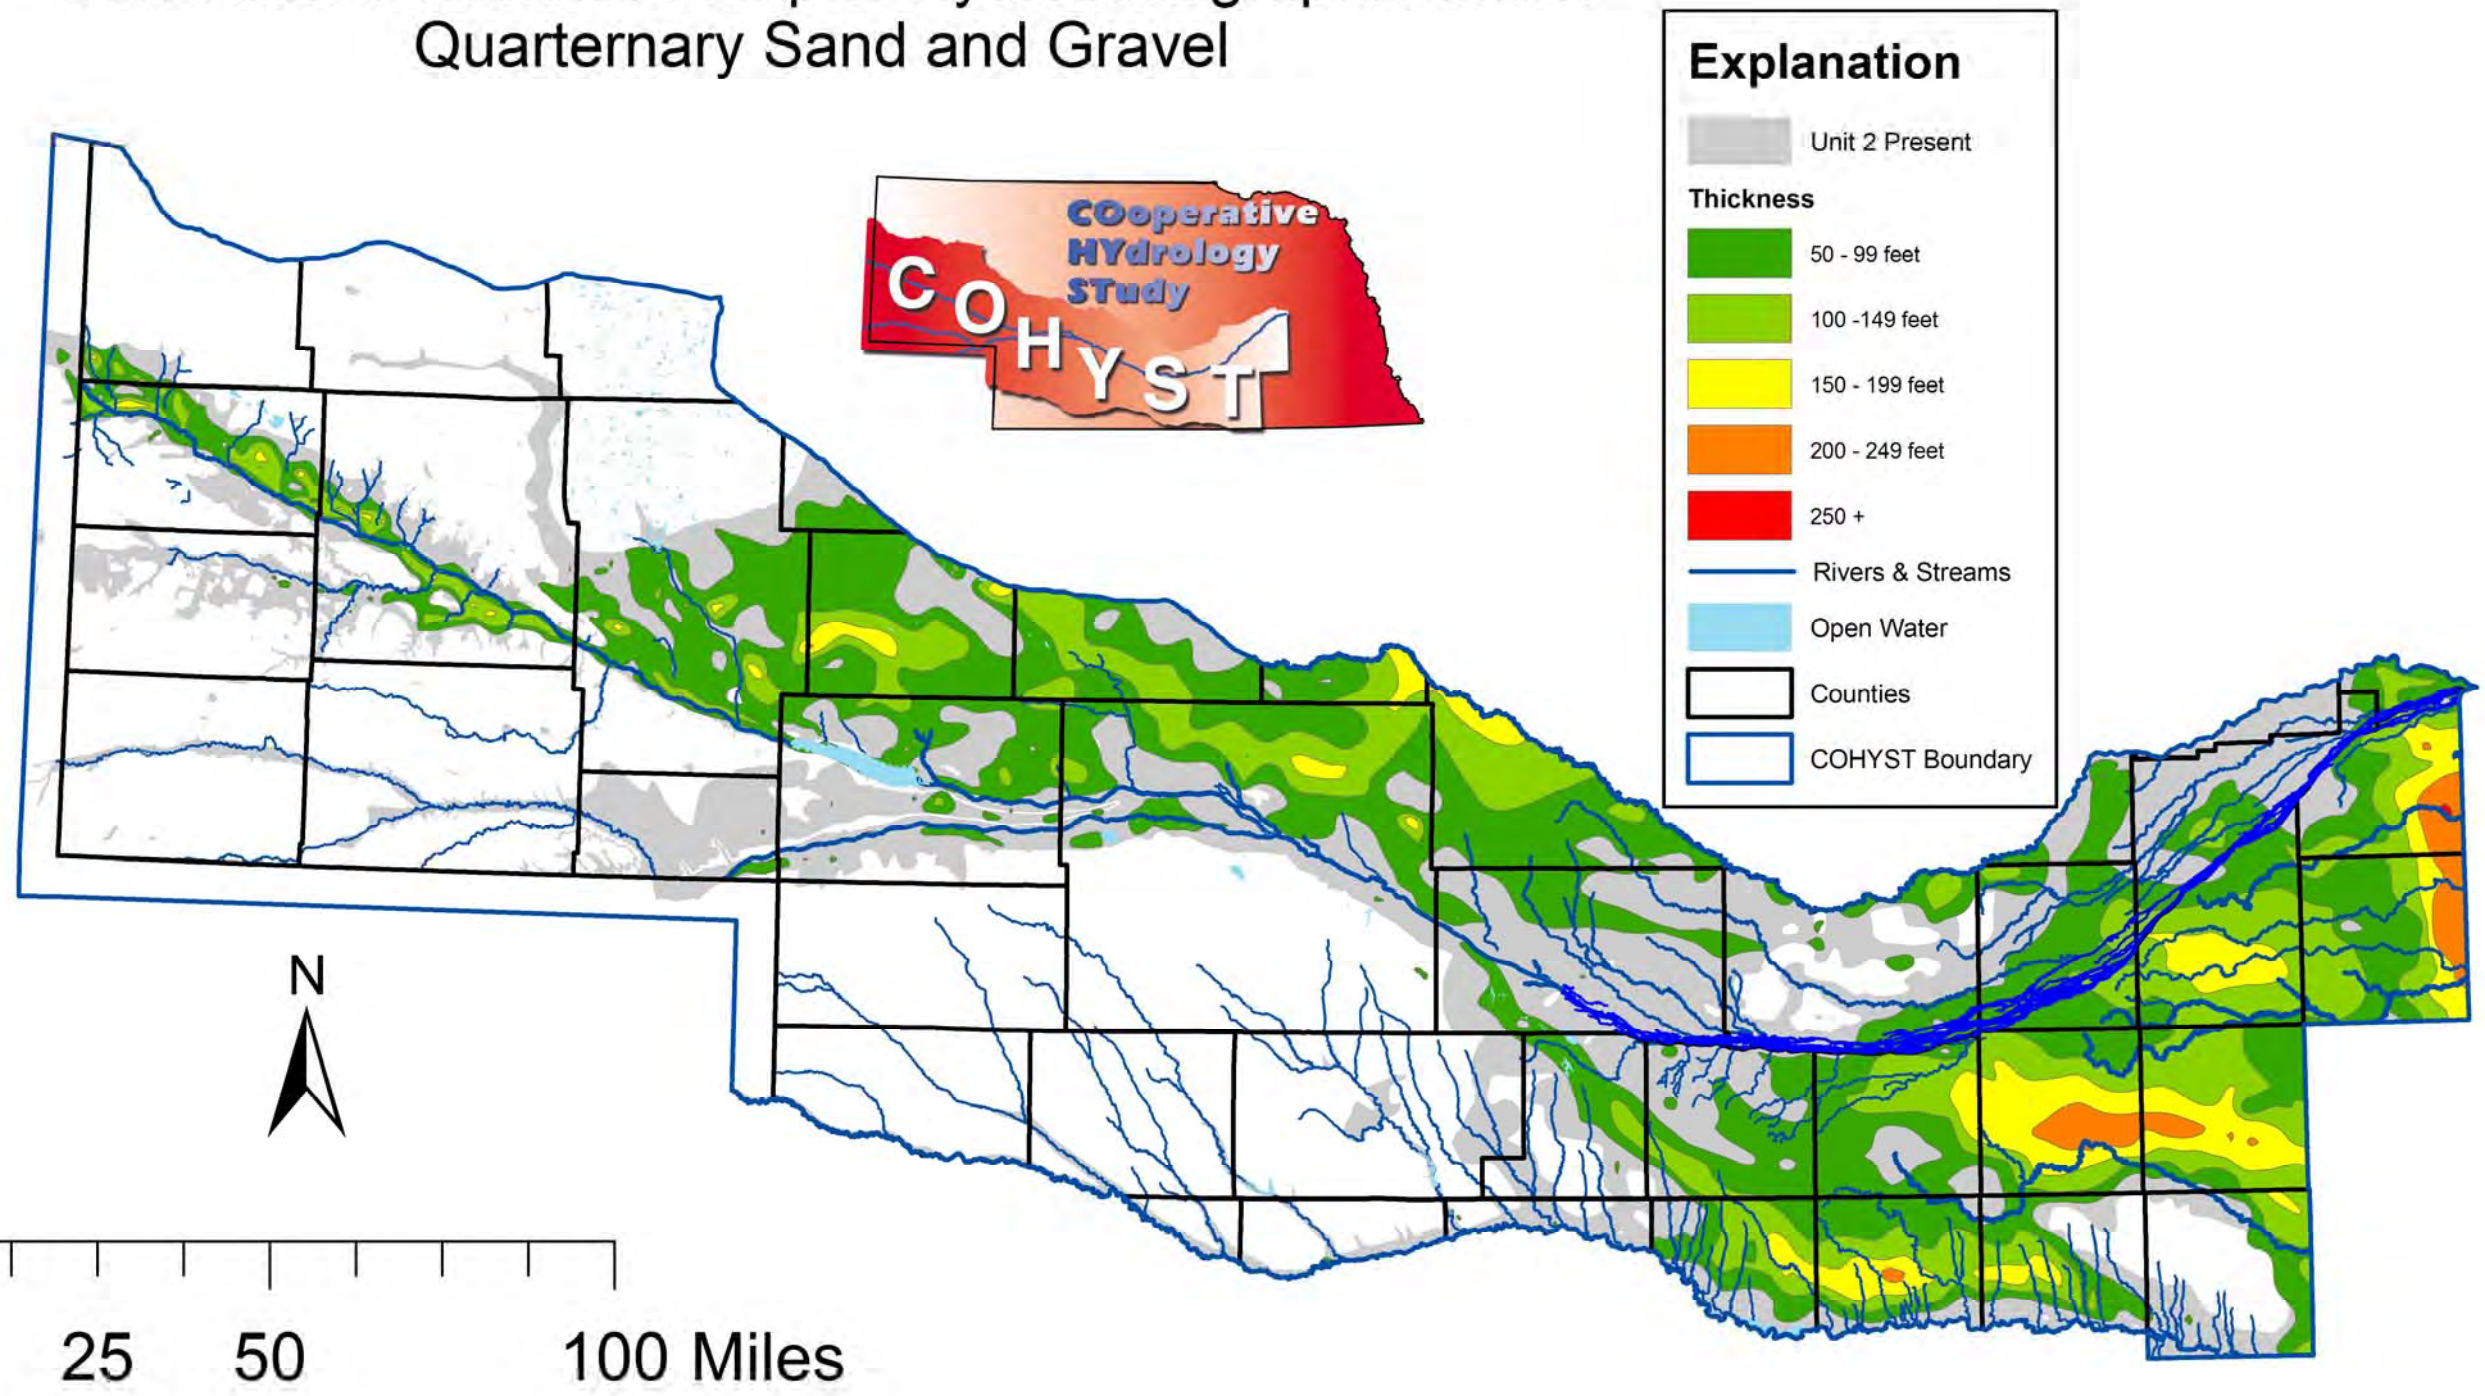 Quarternary Sand and Gravel
Explanation
Unit 2 Present
Thickness
50 - 99 feet
100 -149 feet
150 - 199 feet
200 - 249 feet
250 +
Rivers & Streams
Open Water
Counties
COHYST Boundary
COoperative
HYdrology
STudy
COHYST
N
25 50 100 Miles